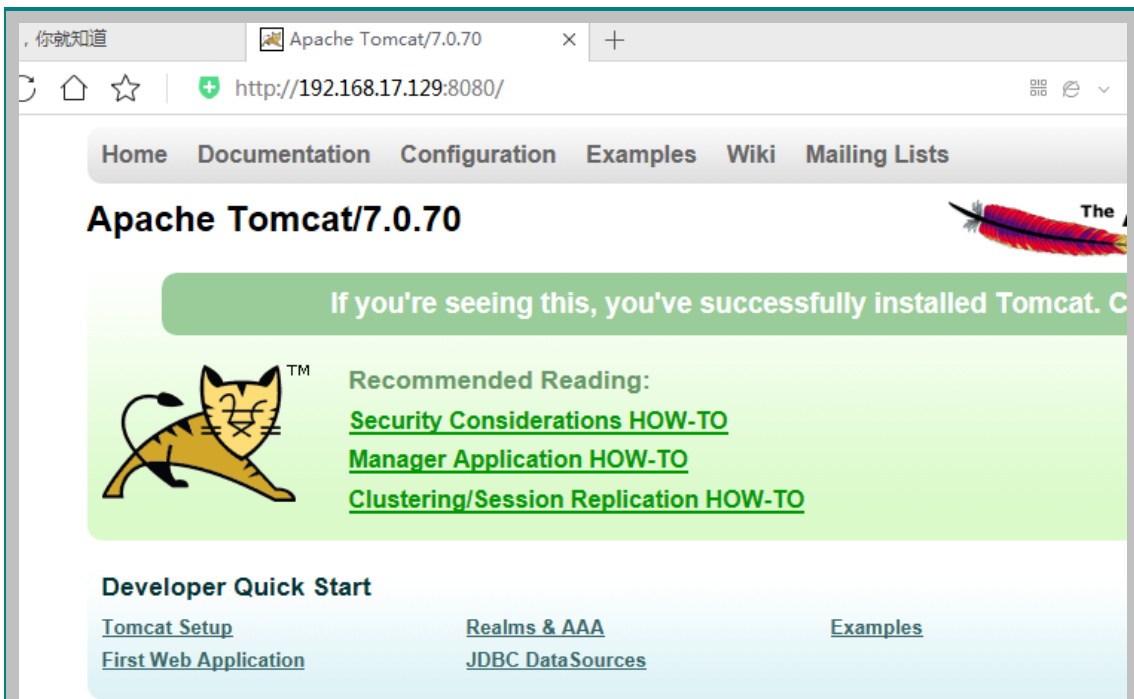 ，你就知道
Apache Tomcat/7.0.70
http://192.168.17.129:8080/
Home Documentation Configuration Examples Wiki Mailing Lists
Apache Tomcat/7.0.70
The
If you're seeing this, you've successfully installed Tomcat. C
TM
Recommended Reading:
Security Considerations HOW-TO
Manager Application HOW-TO
Clustering/Session Replication HOW-TO
Developer Quick Start
Tomcat Setup Realms & AAA Examples
First Web Application JDBC DataSources